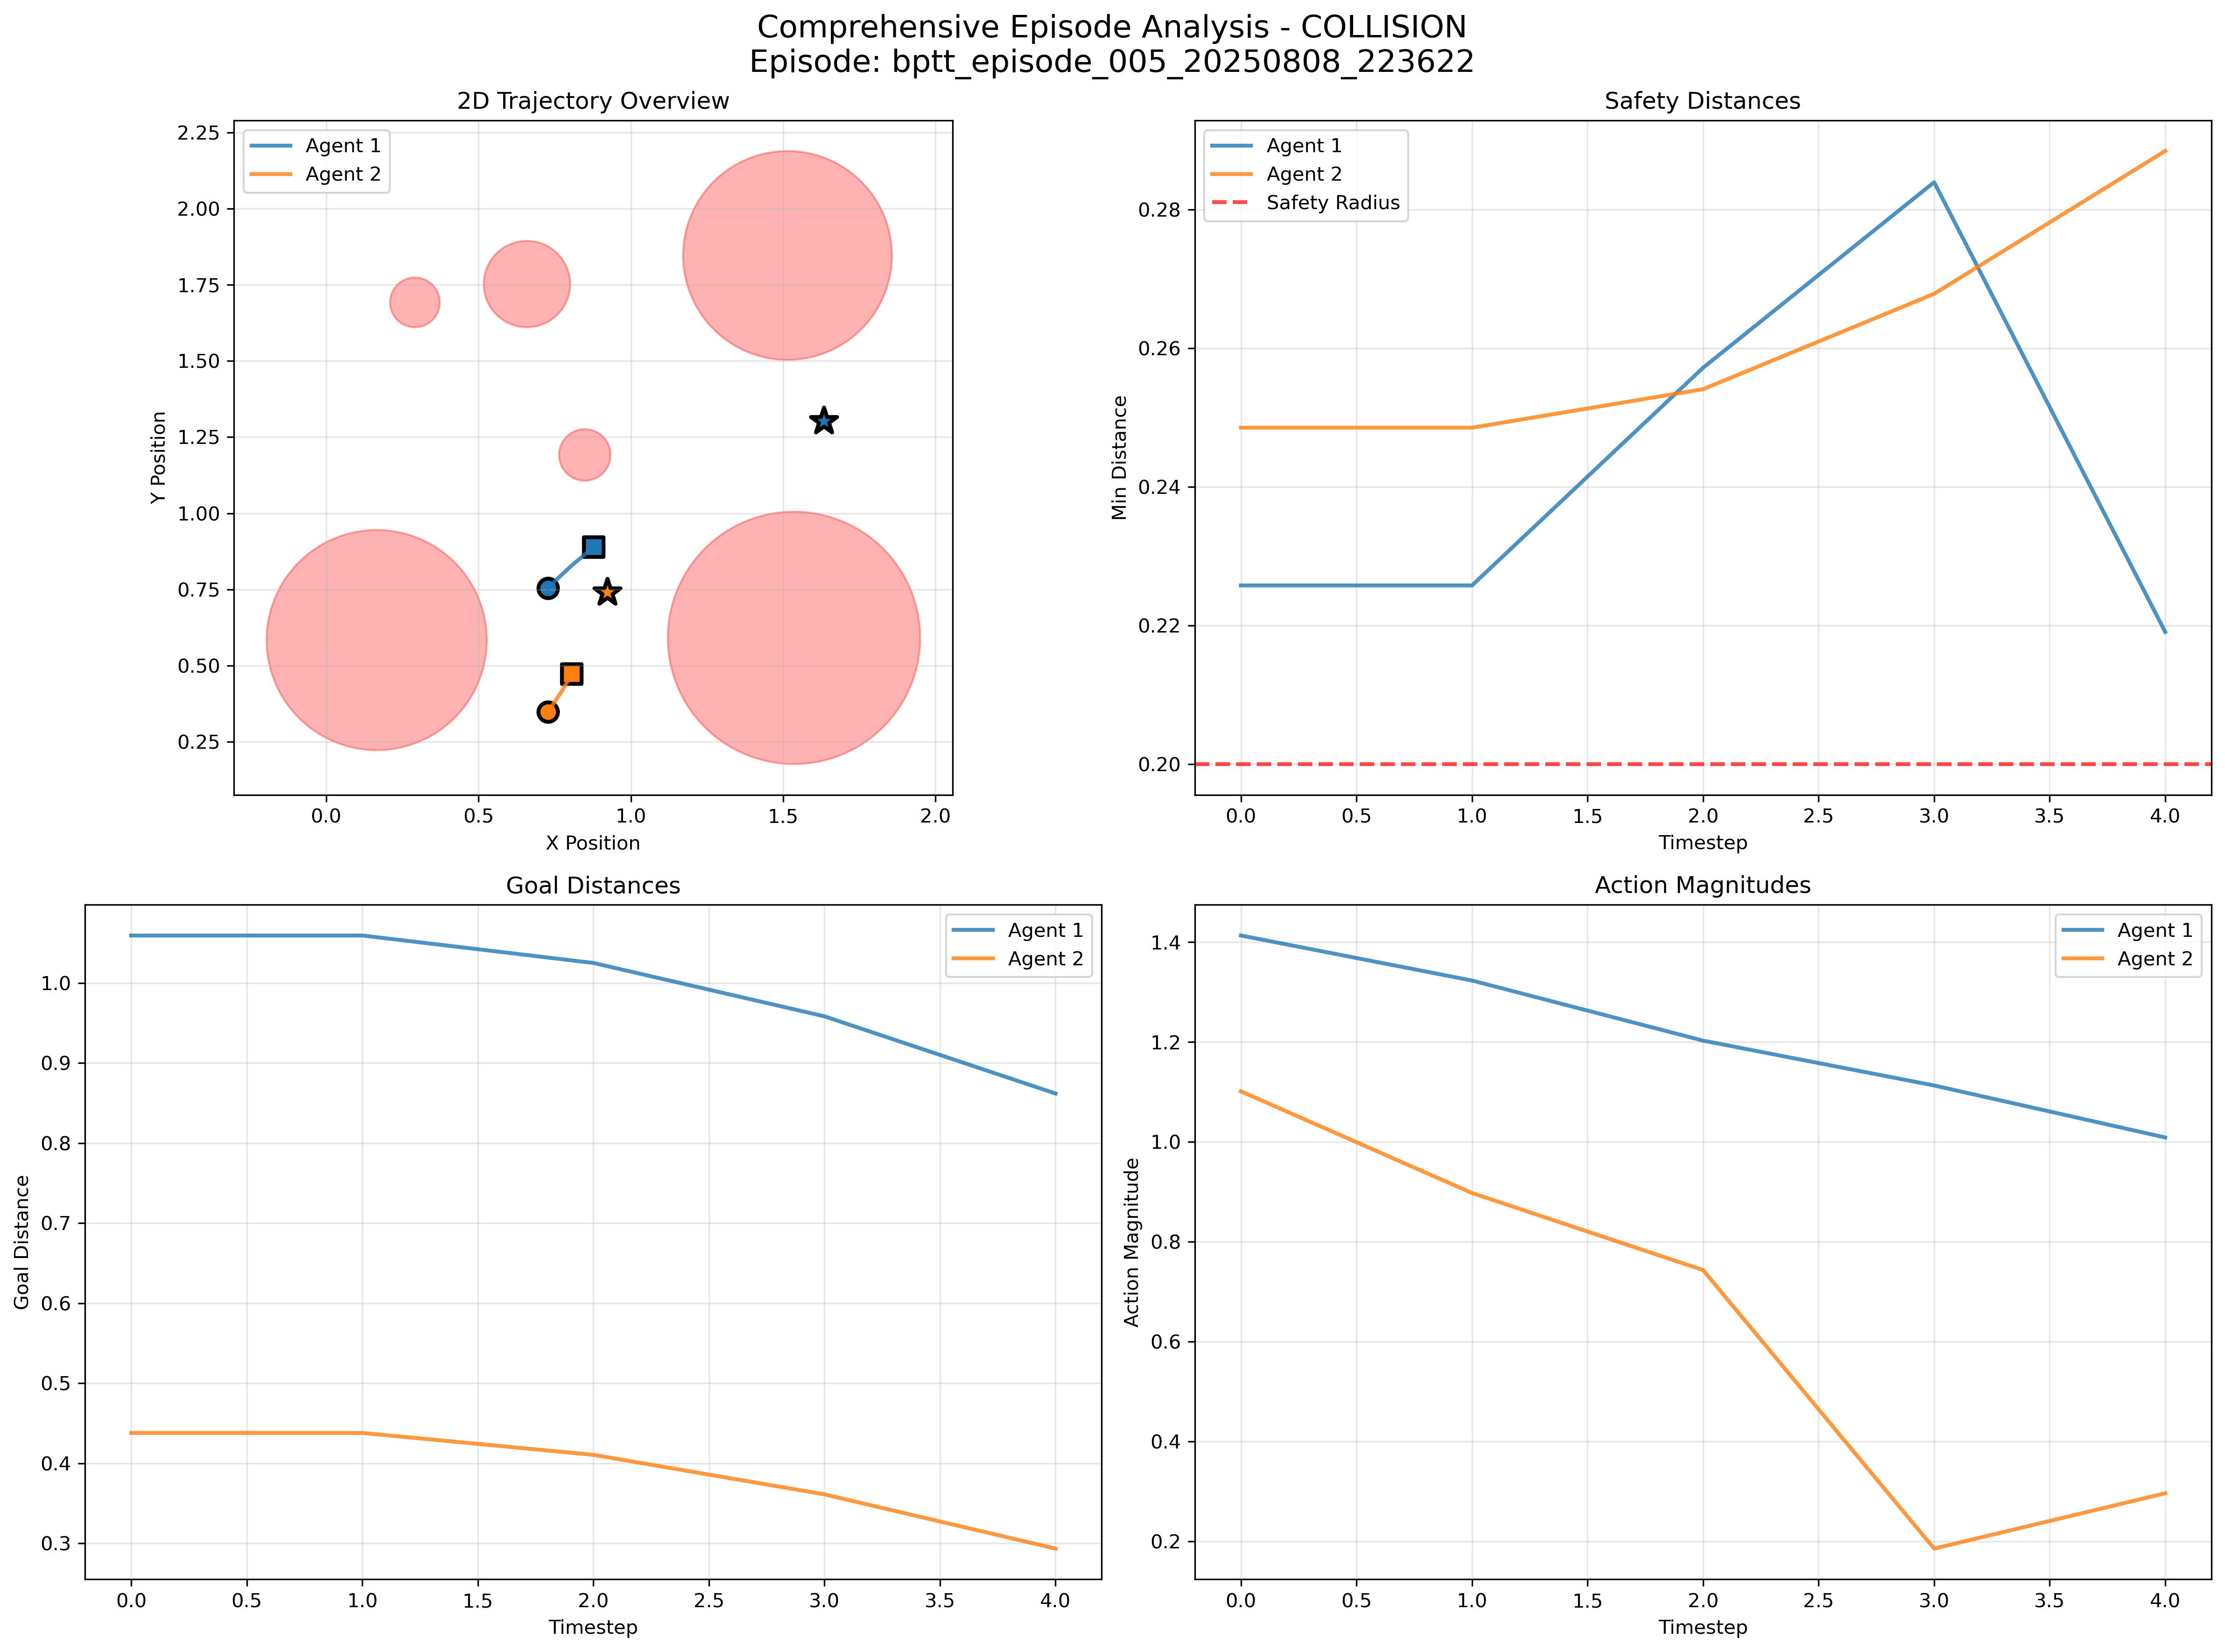 Comprehensive Episode Analysis - COLLISION
Episode: bptt_episode_005_20250808_223622
2D Trajectory Overview
Agent 1
Agent 2
2.25
2.00
1.75
1.50
1.25
1.00
0.75
0.50
0.25
Y Position
0.0 0.5 1.0 1.5 2.0
X Position
Safety Distances
Agent 1
Agent 2
Safety Radius
0.28
0.26
0.24
0.22
0.20
Min Distance
0.0 0.5 1.0 1.5 2.0 2.5 3.0 3.5 4.0
Timestep
Goal Distances
Agent 1
Agent 2
1.0
0.9
0.8
0.7
0.6
0.5
0.4
0.3
Goal Distance
0.0 0.5 1.0 1.5 2.0 2.5 3.0 3.5 4.0
Timestep
Action Magnitudes
Agent 1
Agent 2
1.4
1.2
1.0
0.8
0.6
0.4
0.2
Action Magnitude
0.0 0.5 1.0 1.5 2.0 2.5 3.0 3.5 4.0
Timestep